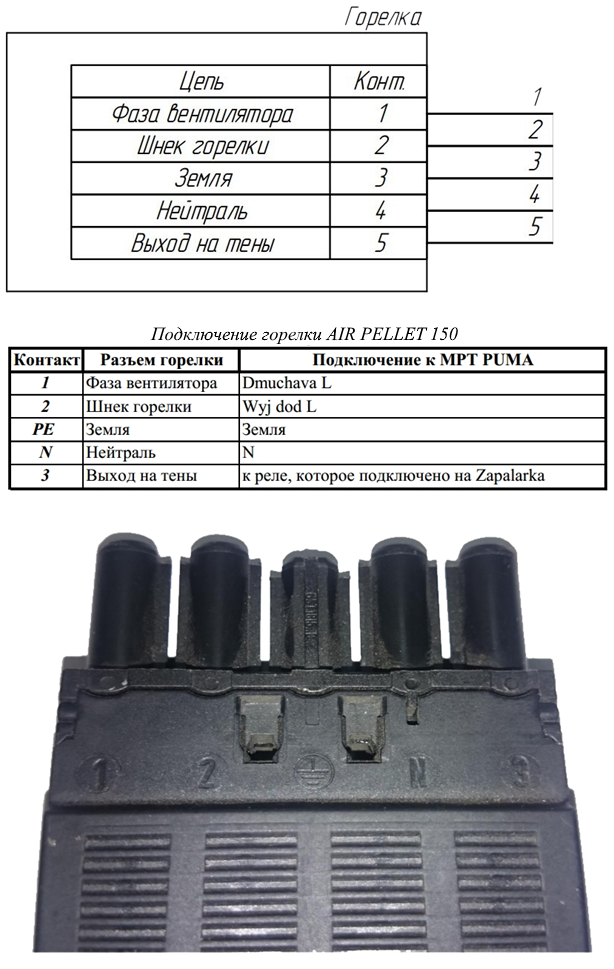 Горелка
Цепь Конт.
Фаза вентилятора 1
Шнек горелки 2
Земля 3
Нейтраль 4
Выход на тены 5
1
2
3
4
5
Подключение горелки AIR PELLET 150
Контакт Разъем горелки Подключение к MPT PUMA
1 Фаза вентилятора Dmuchava L
2 Шнек горелки Wyj dod L
PE Земля Земля
N Нейтраль N
3 Выход на тены к реле, которое подключено на Zapalarka
1 2 N 3